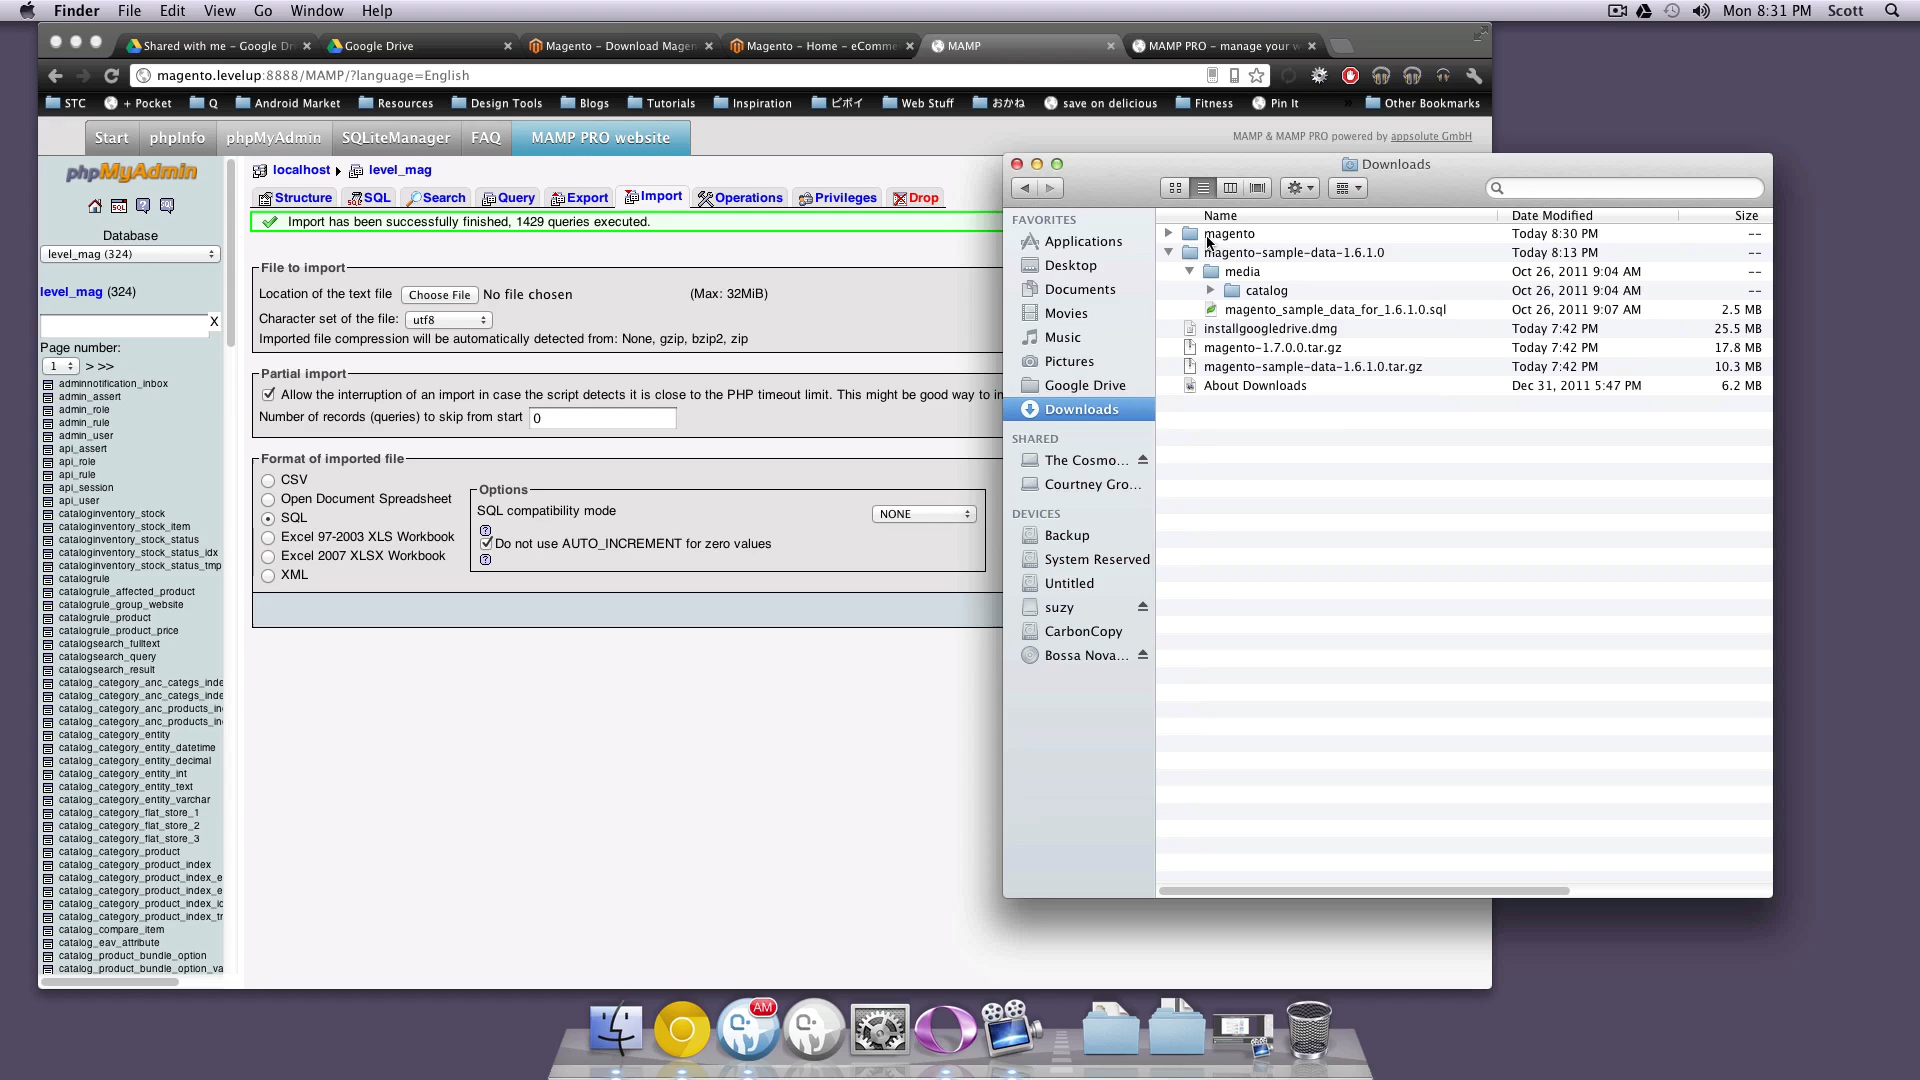 Finder File Edit View Go Window Help Mon 8:31 PM Scott
Shared with me – Google Dr Google Drive Magento – Download Magen Magento – Home – eComme MAMP MAMP PRO – manage your w
magento.levelup:8888/MAMP/?language=English
STC + Pocket Q Android Market Resources Design Tools Blogs Tutorials Inspiration ビボイ Web Stuff おかね save on delicious Fitness Pin It » Other Bookmarks
Start phpInfo phpMyAdmin SQLiteManager FAQ MAMP PRO website MAMP & MAMP PRO powered by appsolute GmbH
phpMyAdmin
SQL
Database
level_mag (324)
level_mag (324)
X
Page number:
1 > >>
adminnotification_inbox
admin_assert
admin_role
admin_rule
admin_user
api_assert
api_role
api_rule
api_session
api_user
cataloginventory_stock
cataloginventory_stock_item
cataloginventory_stock_status
cataloginventory_stock_status_idx
cataloginventory_stock_status_tmp
catalogrule
catalogrule_affected_product
catalogrule_group_website
catalogrule_product
catalogrule_product_price
catalogsearch_fulltext
catalogsearch_query
catalogsearch_result
catalog_category_anc_categs_inde
catalog_category_anc_categs_inde
catalog_category_anc_products_in
catalog_category_anc_products_in
catalog_category_entity
catalog_category_entity_datetime
catalog_category_entity_decimal
catalog_category_entity_int
catalog_category_entity_text
catalog_category_entity_varchar
catalog_category_flat_store_1
catalog_category_flat_store_2
catalog_category_flat_store_3
catalog_category_product
catalog_category_product_index
catalog_category_product_index_e
catalog_category_product_index_e
catalog_category_product_index_ic
catalog_category_product_index_tr
catalog_compare_item
catalog_eav_attribute
catalog_product_bundle_option
catalog_product_bundle_option_va
localhost level_mag
Structure SQL Search Query Export Import Operations Privileges Drop
Import has been successfully finished, 1429 queries executed.
File to import
Location of the text file Choose File No file chosen (Max: 32MiB)
Character set of the file: utf8
Imported file compression will be automatically detected from: None, gzip, bzip2, zip
Partial import
Allow the interruption of an import in case the script detects it is close to the PHP timeout limit. This might be good way to in
Number of records (queries) to skip from start 0
Format of imported file
CSV
Open Document Spreadsheet
SQL
Excel 97-2003 XLS Workbook
Excel 2007 XLSX Workbook
XML
Options
SQL compatibility mode NONE
Do not use AUTO_INCREMENT for zero values
Downloads
FAVORITES
Applications
Desktop
Documents
Movies
Music
Pictures
Google Drive
Downloads
SHARED
The Cosmo...
Courtney Gro...
DEVICES
Backup
System Reserved
Untitled
suzy
CarbonCopy
Bossa Nova...
Name Date Modified Size
magento Today 8:30 PM --
magento-sample-data-1.6.1.0 Today 8:13 PM --
media Oct 26, 2011 9:04 AM --
catalog Oct 26, 2011 9:04 AM --
magento_sample_data_for_1.6.1.0.sql Oct 26, 2011 9:07 AM 2.5 MB
installgoogledrive.dmg Today 7:42 PM 25.5 MB
magento-1.7.0.0.tar.gz Today 7:42 PM 17.8 MB
magento-sample-data-1.6.1.0.tar.gz Today 7:42 PM 10.3 MB
About Downloads Dec 31, 2011 5:47 PM 6.2 MB
AM